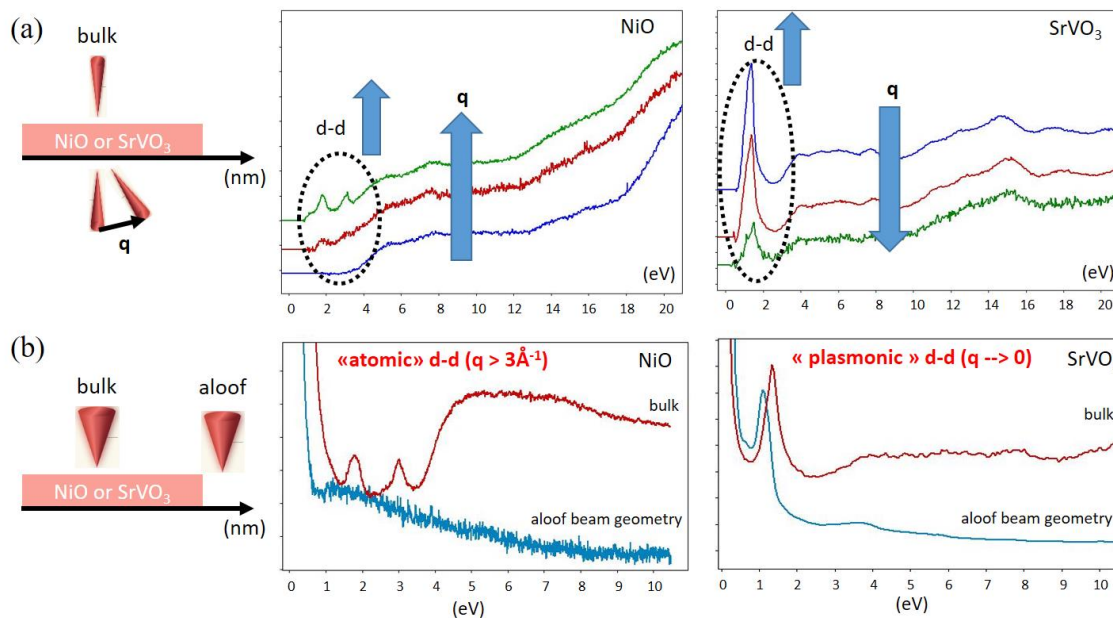 (a)
bulk
NiO or SrVO₃
(nm)
q
NiO
d-d
q
(eV)
0 2 4 6 8 10 12 14 16 18 20
SrVO₃
d-d
q
(eV)
0 2 4 6 8 10 12 14 16 18 20
(b)
bulk
aloof
NiO or SrVO₃
(nm)
«atomic» d-d (q > 3Å⁻¹)
NiO
bulk
aloof beam geometry
0 1 2 3 4 5 6 7 8 9 10
(eV)
« plasmonic » d-d (q --> 0)
SrVO
bulk
aloof beam geometry
0 1 2 3 4 5 6 7 8 9 10
(eV)